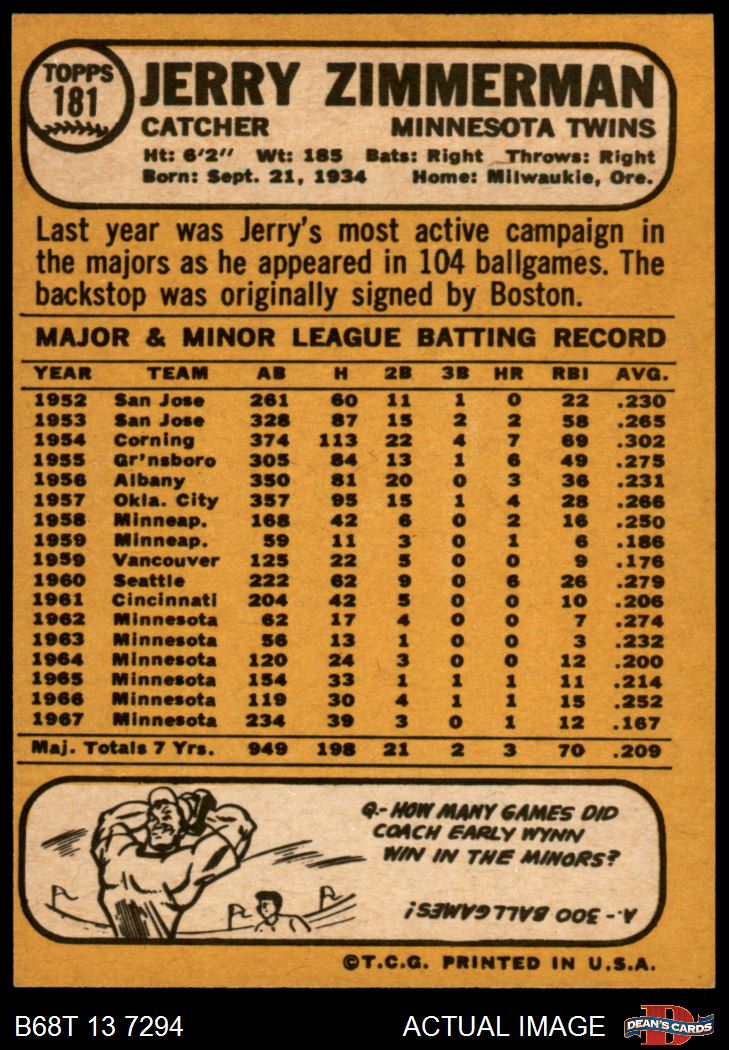 TOPPS
181
JERRY ZIMMERMAN
CATCHER MINNESOTA TWINS
Ht: 6'2" Wt: 185 Bats: Right Throws: Right
Born: Sept. 21, 1934 Home: Milwaukie, Ore.
Last year was Jerry's most active campaign in
the majors as he appeared in 104 ballgames. The
backstop was originally signed by Boston.
MAJOR & MINOR LEAGUE BATTING RECORD
YEAR TEAM AB H 2B 3B HR RBI AVG.
1952 San Jose 261 60 11 1 0 22 .230
1953 San Jose 328 87 15 2 2 58 .265
1954 Corning 374 113 22 4 7 69 .302
1955 Gr'nsboro 305 84 13 1 6 49 .275
1956 Albany 350 81 20 0 3 36 .231
1957 Okla. City 357 95 15 1 4 28 .266
1958 Minneap. 168 42 6 0 2 16 .250
1959 Minneap. 59 11 3 0 1 6 .186
1959 Vancouver 125 22 5 0 0 9 .176
1960 Seattle 222 62 9 0 6 26 .279
1961 Cincinnati 204 42 5 0 0 10 .206
1962 Minnesota 62 17 4 0 0 7 .274
1963 Minnesota 56 13 1 0 0 3 .232
1964 Minnesota 120 24 3 0 0 12 .200
1965 Minnesota 154 33 1 1 1 11 .214
1966 Minnesota 119 30 4 1 1 15 .252
1967 Minnesota 234 39 3 0 1 12 .167
Maj. Totals 7 Yrs. 949 198 21 2 3 70 .209
Q.- HOW MANY GAMES DID
COACH EARLY WYNN
WIN IN THE MINORS?
A.- 300 BALLGAMES!
©T.C.G. PRINTED IN U.S.A.
B68T 13 7294 ACTUAL IMAGE
D
DEAN'S CARDS